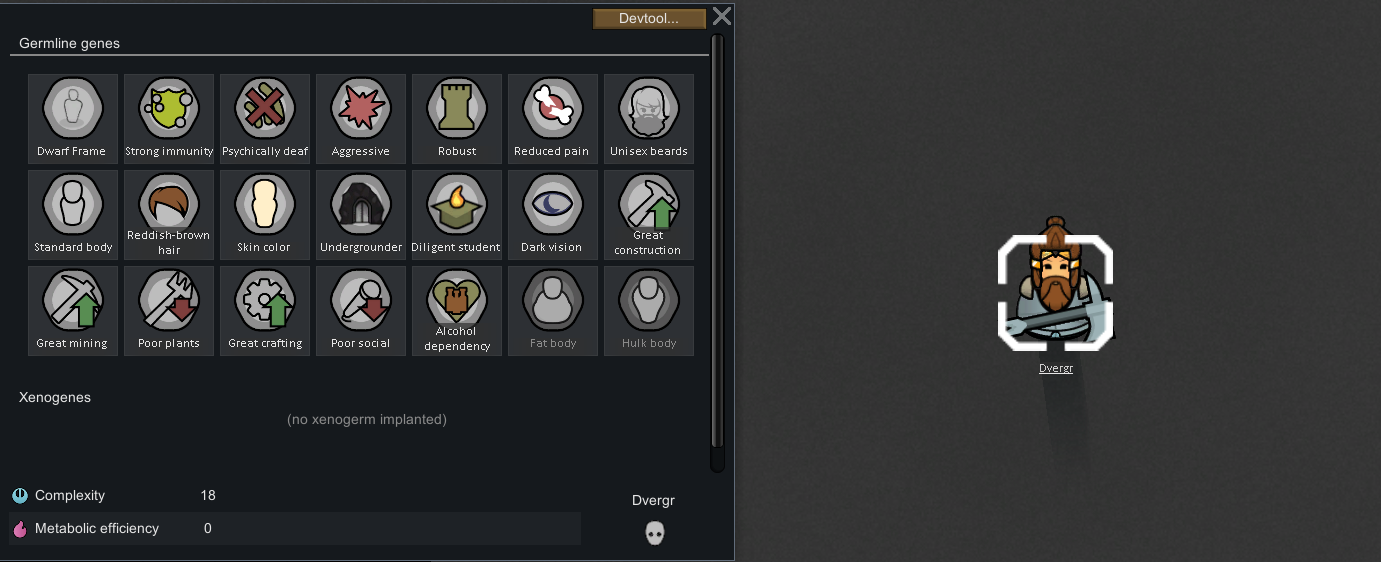 Devtool...
Germline genes
Dwarf Frame
Strong immunity
Psychically deaf
Aggressive
Robust
Reduced pain
Unisex beards
Standard body
Reddish-brown
hair
Skin color
Undergrounder
Diligent student
Dark vision
Great
construction
Great mining
Poor plants
Great crafting
Poor social
Alcohol
dependency
Fat body
Hulk body
Xenogenes
(no xenogerm implanted)
Complexity 18
Metabolic efficiency 0
Dvergr
Dvergr